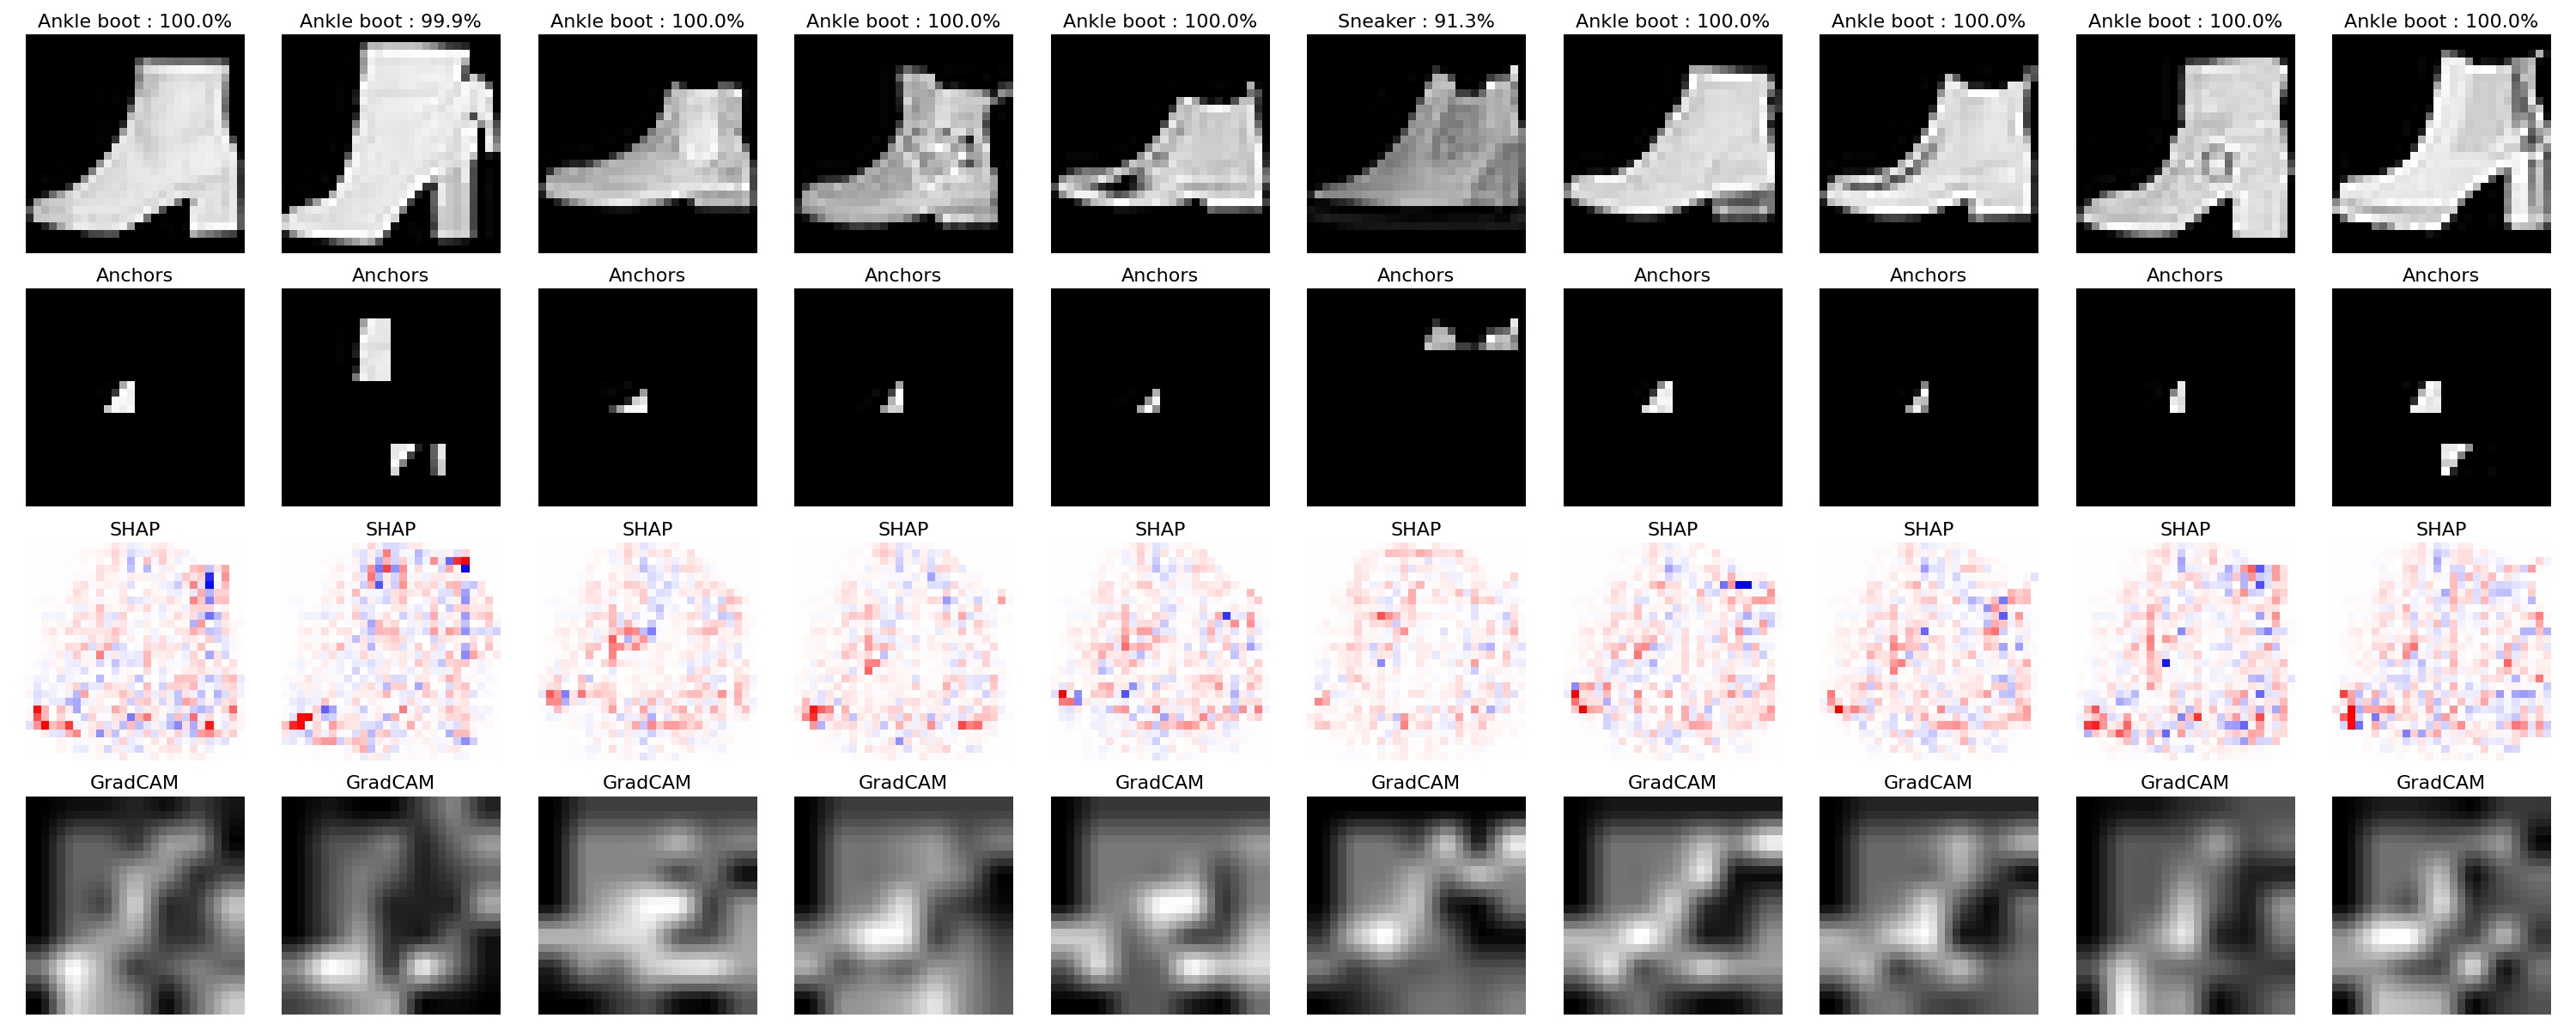 Ankle boot : 100.0% Ankle boot : 99.9% Ankle boot : 100.0% Ankle boot : 100.0% Ankle boot : 100.0% Sneaker : 91.3% Ankle boot : 100.0% Ankle boot : 100.0% Ankle boot : 100.0% Ankle boot : 100.0%
Anchors Anchors Anchors Anchors Anchors Anchors Anchors Anchors Anchors Anchors
SHAP SHAP SHAP SHAP SHAP SHAP SHAP SHAP SHAP SHAP
GradCAM GradCAM GradCAM GradCAM GradCAM GradCAM GradCAM GradCAM GradCAM GradCAM